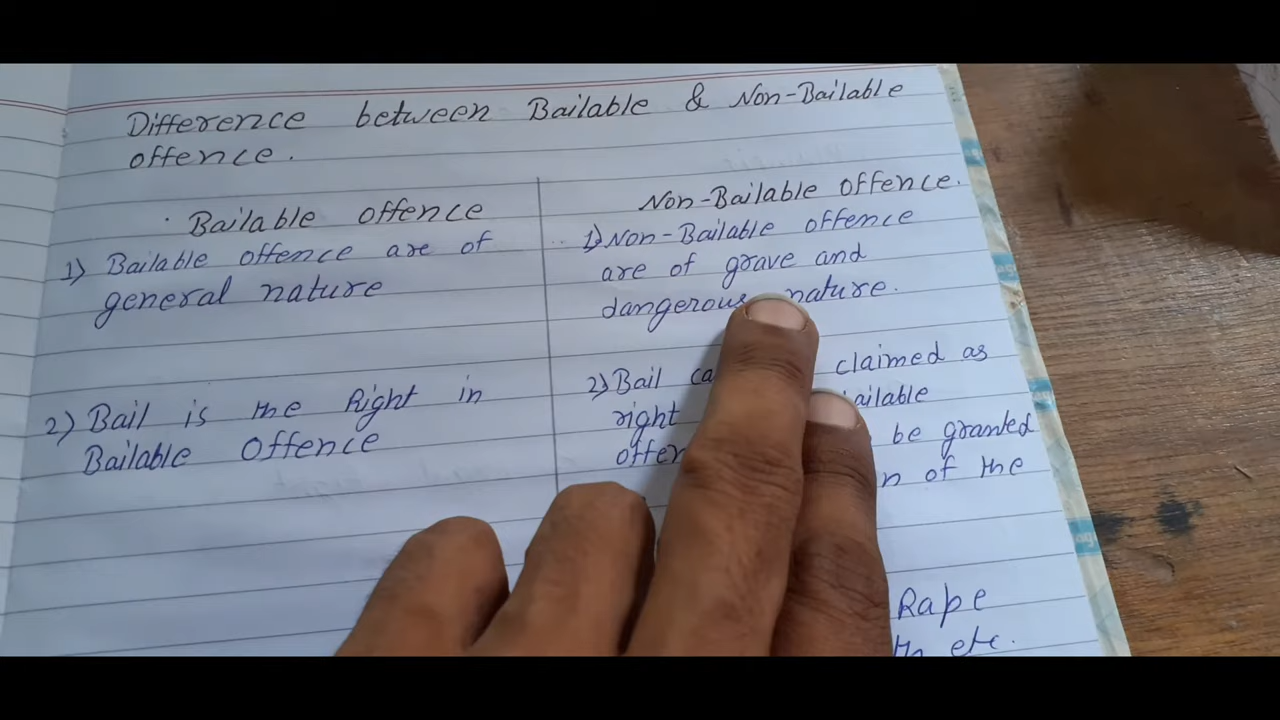 Difference between Bailable & Non-Bailable
offence.
Bailable offence
1) Bailable offence are of
general nature
2) Bail is the Right in
Bailable Offence
Non-Bailable offence.
1) Non-Bailable offence
are of grave and
dangerous nature.
2) Bail claimed as
right
be granted
of the
Rape
etc.